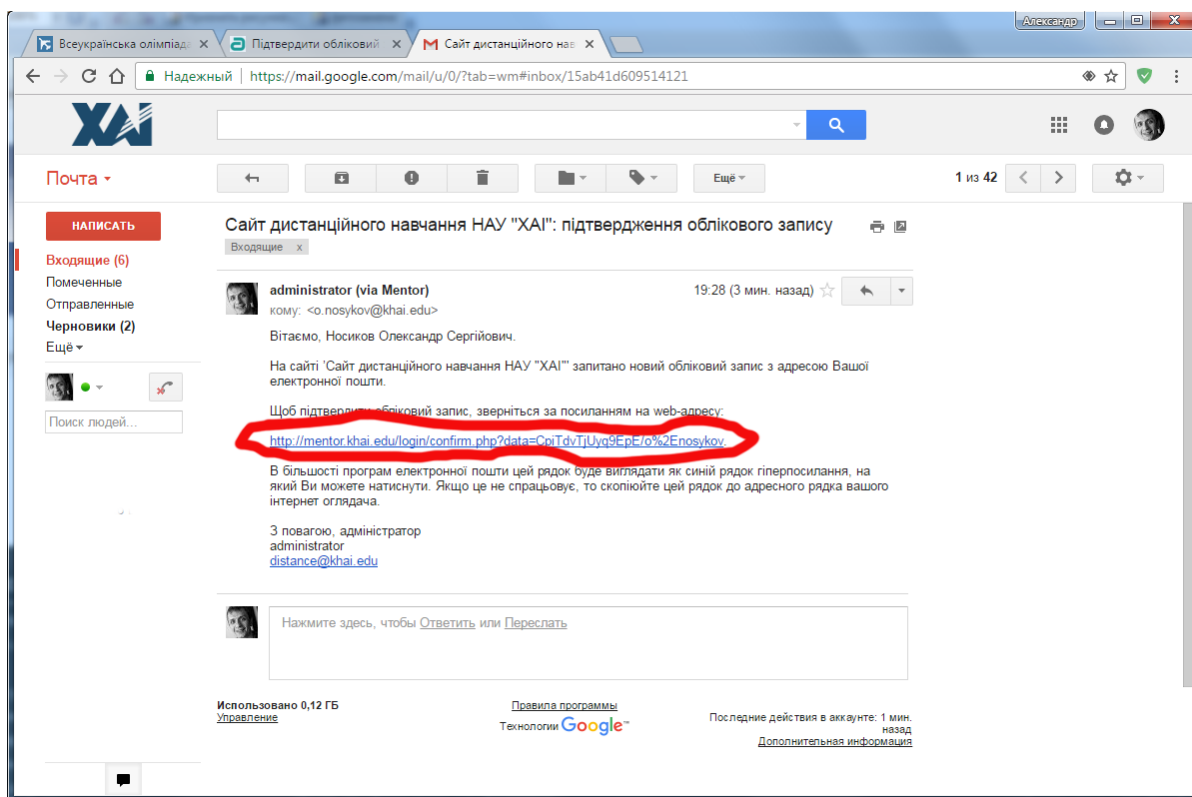 Александр
Всеукраїнська олімпіада
Підтвердити обліковий
Сайт дистанційного нав
Надежный | https://mail.google.com/mail/u/0/?tab=wm#inbox/15ab41d609514121
ХАІ
Почта
Ещё
1 из 42
НАПИСАТЬ
Входящие (6)
Помеченные
Отправленные
Черновики (2)
Ещё
Поиск людей...
Сайт дистанційного навчання НАУ "ХАІ": підтвердження облікового запису
Входящие x
administrator (via Mentor)
19:28 (3 мин. назад)
кому: <o.nosykov@khai.edu>
Вітаємо, Носиков Олександр Сергійович.
На сайті 'Сайт дистанційного навчання НАУ "ХАІ"' запитано новий обліковий запис з адресою Вашої
електронної пошти.
Щоб підтвердити обліковий запис, зверніться за посиланням на web-адресу:
http://mentor.khai.edu/login/confirm.php?data=CpiTdvTjUyq9EpE/o%2Enosykov.
В більшості програм електронної пошти цей рядок буде виглядати як синій рядок гіперпосилання, на
який Ви можете натиснути. Якщо це не спрацьовує, то скопіюйте цей рядок до адресного рядка вашого
інтернет оглядача.
З повагою, адміністратор
administrator
distance@khai.edu
Нажмите здесь, чтобы Ответить или Переслать
Использовано 0,12 ГБ
Управление
Правила программы
Технологии Google™
Последние действия в аккаунте: 1 мин.
назад
Дополнительная информация